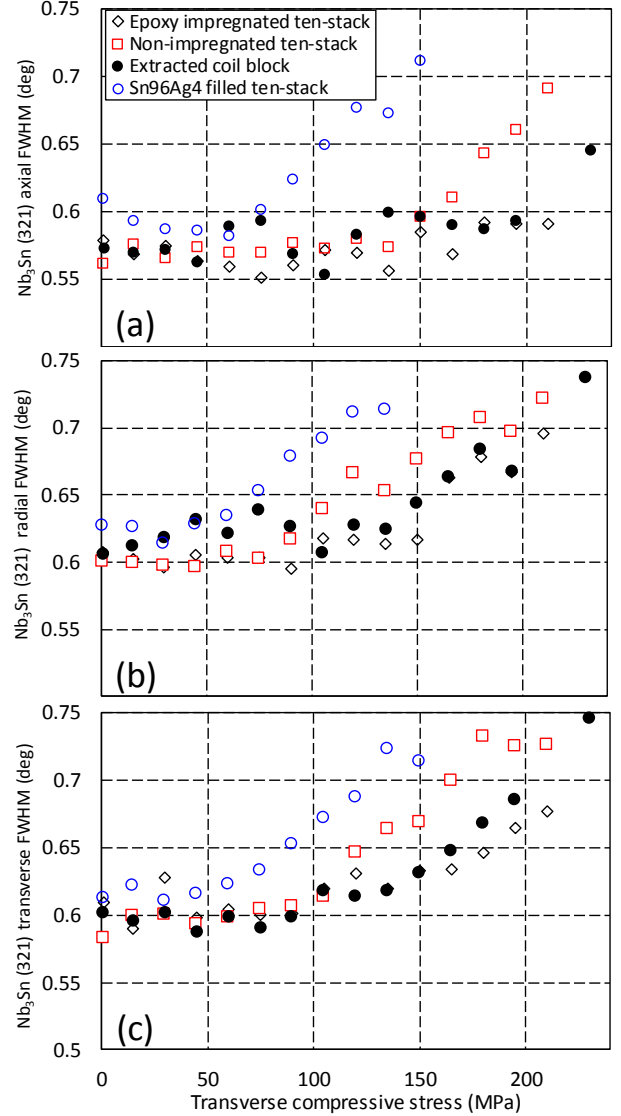 0.75
Epoxy impregnated ten-stack
Non-impregnated ten-stack
Extracted coil block
Sn96Ag4 filled ten-stack
0.7
0.65
0.6
0.55
Nb₃Sn (321) axial FWHM (deg)
(a)
0.75
0.7
0.65
0.6
0.55
Nb₃Sn (321) radial FWHM (deg)
(b)
0.75
0.7
0.65
0.6
0.55
0.5
Nb₃Sn (321) transverse FWHM (deg)
(c)
0 50 100 150 200
Transverse compressive stress (MPa)